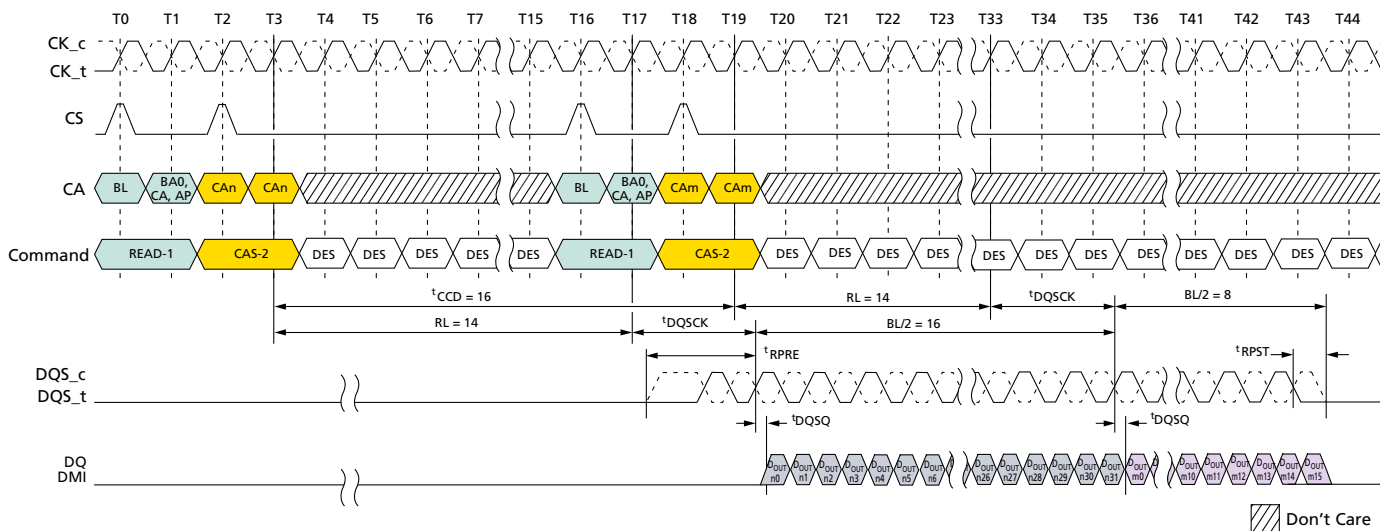 T0 T1 T2 T3 T4 T5 T6 T7 T15 T16 T17 T18 T19 T20 T21 T22 T23 T33 T34 T35 T36 T41 T42 T43 T44
CK_c
CK_t
CS
CA BL BA0, CA, AP CAn CAn BL BA0, CA, AP CAm CAm
Command READ-1 CAS-2 DES DES DES DES DES READ-1 CAS-2 DES DES DES DES DES DES DES DES DES DES DES DES
tCCD = 16 RL = 14 tDQSCK BL/2 = 8
RL = 14 tDQSCK BL/2 = 16
tRPRE tRPST
DQS_c
DQS_t
tDQSQ tDQSQ
DQ
DMI
DOUT n0 DOUT n1 DOUT n2 DOUT n3 DOUT n4 DOUT n5 DOUT n6 DOUT n26 DOUT n27 DOUT n28 DOUT n29 DOUT n30 DOUT n31 DOUT m0 DOUT m10 DOUT m11 DOUT m12 DOUT m13 DOUT m14 DOUT m15
Don't Care